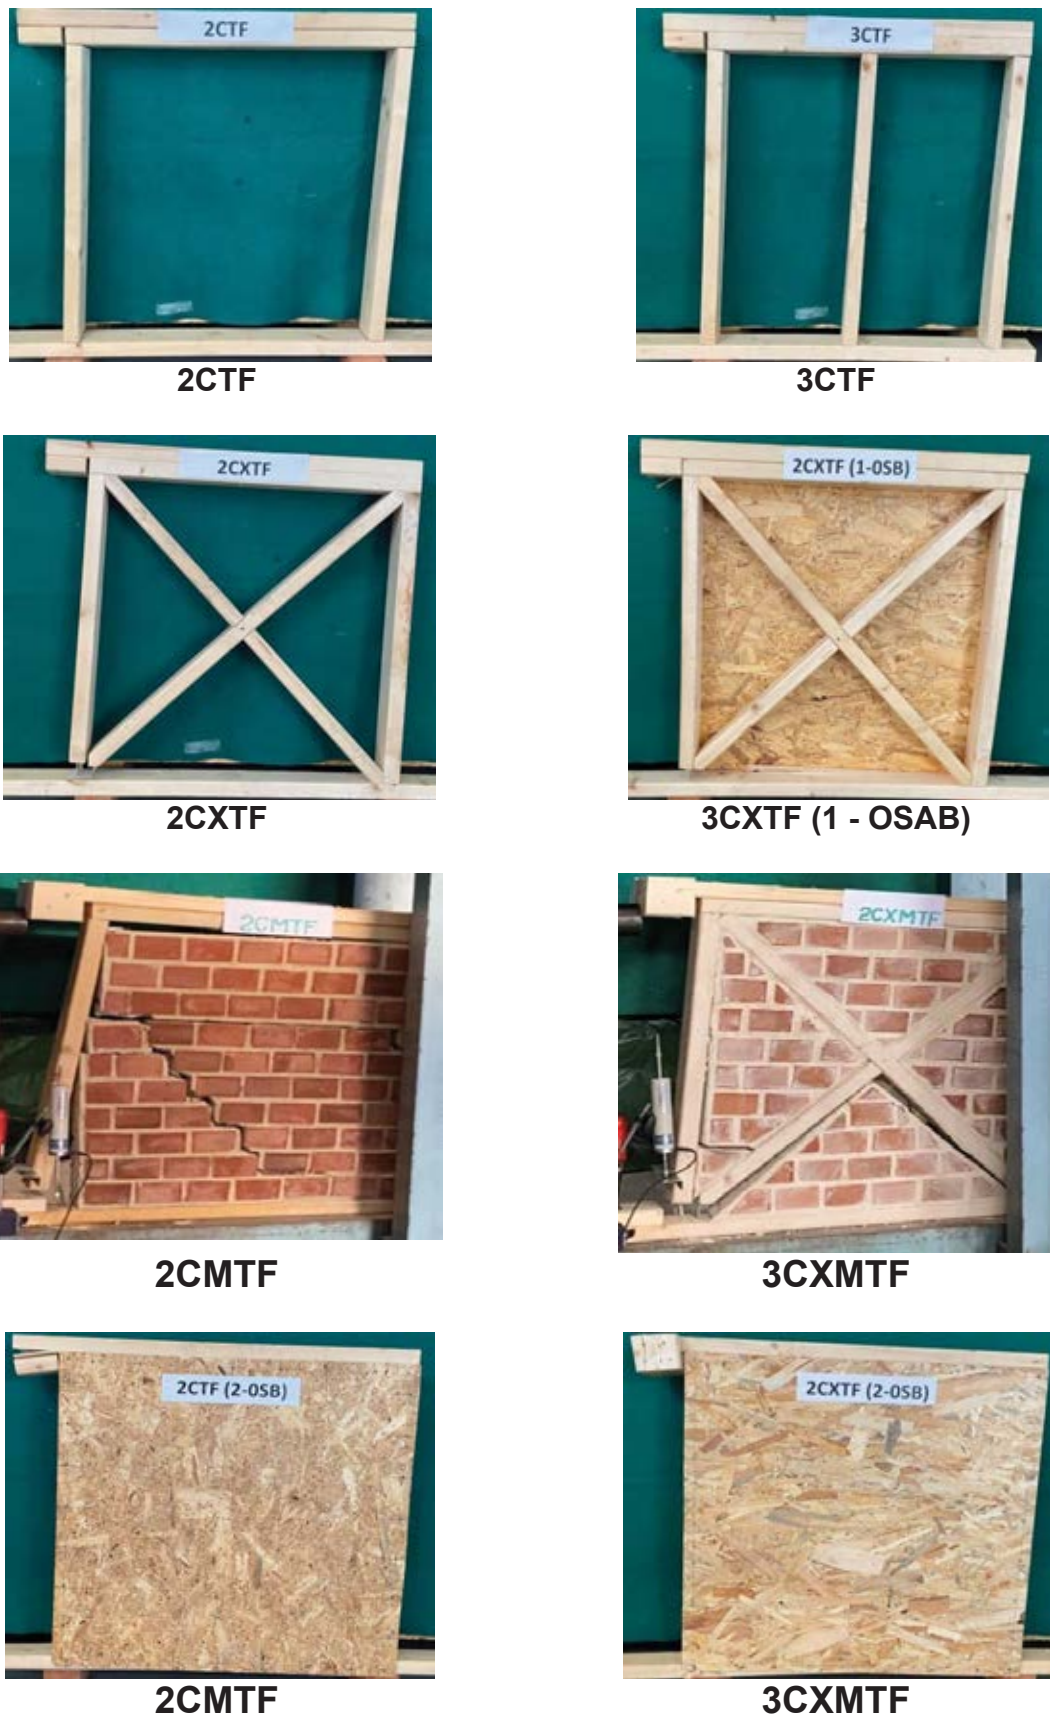 2CTF
3CTF
2CTF
3CTF
2CXTF
2CXTF (1-OSB)
2CXTF
3CXTF (1 - OSAB)
2CMTF
2CXMTF
2CMTF
3CXMTF
2CTF (2-OSB)
2CXTF (2-OSB)
2CMTF
3CXMTF